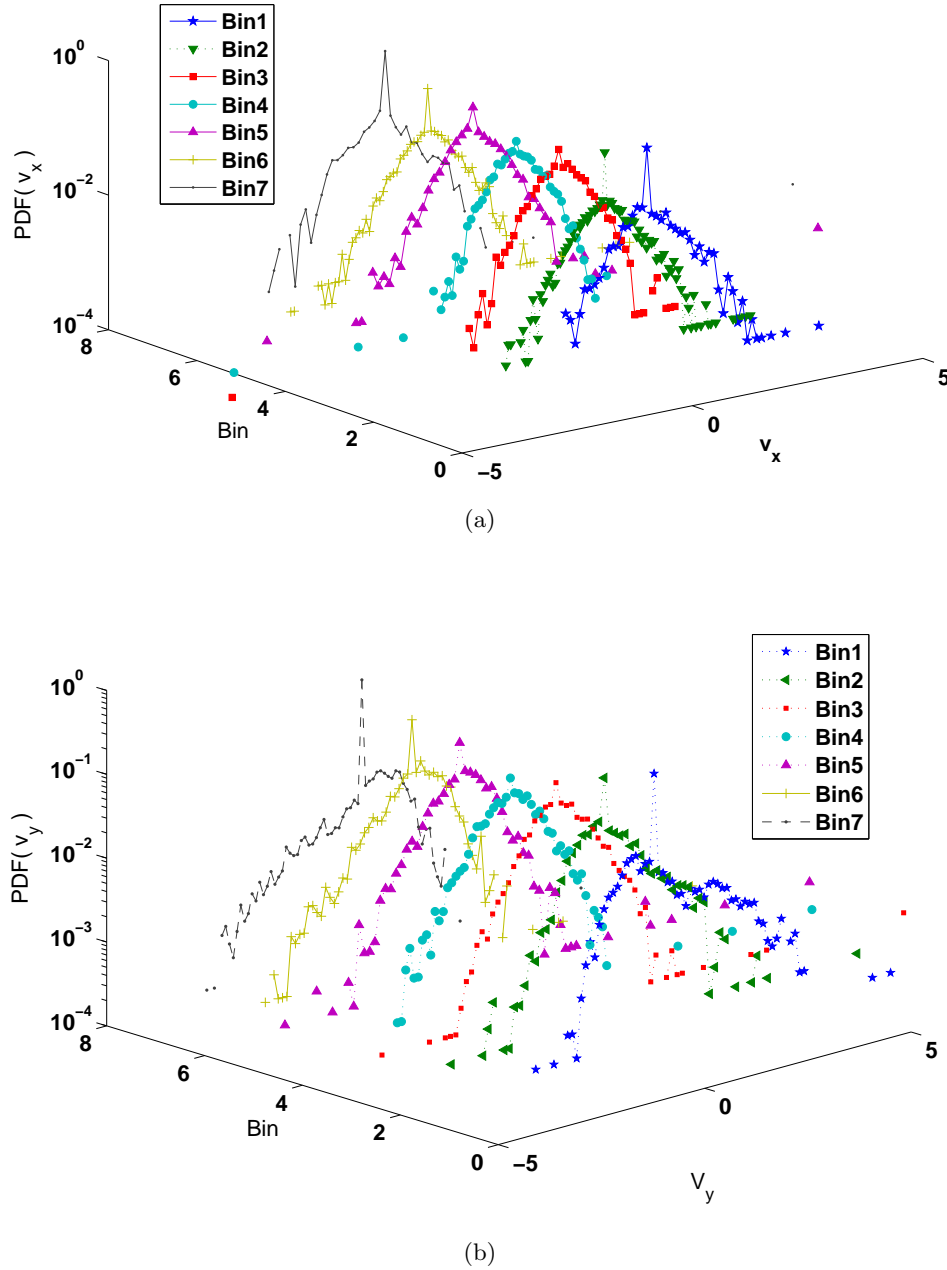 Bin1
Bin2
Bin3
Bin4
Bin5
Bin6
Bin7
10^0
10^-2
10^-4
PDF(v_x)
8
6
4
2
0
Bin
-5
0
5
v_x
(a)
Bin1
Bin2
Bin3
Bin4
Bin5
Bin6
Bin7
10^0
10^-1
10^-2
10^-3
10^-4
PDF(v_y)
8
6
4
2
0
Bin
-5
0
5
V_y
(b)